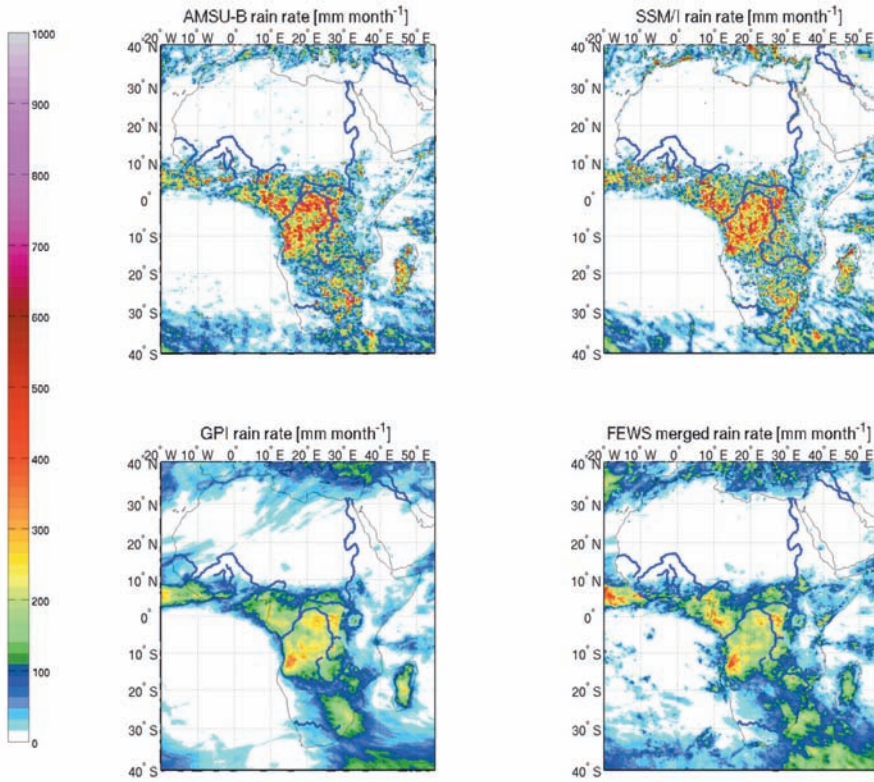 AMSU-B rain rate [mm month⁻¹]
SSM/I rain rate [mm month⁻¹]
20° W 10° W 0° 10° E 20° E 30° E 40° E 50° E
20° W 10° W 0° 10° E 20° E 30° E 40° E 50° E
1000
900
800
700
600
500
400
300
200
100
0
40° N
30° N
20° N
10° N
0°
10° S
20° S
30° S
40° S
40° N
30° N
20° N
10° N
0°
10° S
20° S
30° S
40° S
GPI rain rate [mm month⁻¹]
FEWS merged rain rate [mm month⁻¹]
-20° W 10° W 0° 10° E 20° E 30° E 40° E 50° E
-20° W 10° W 0° 10° E 20° E 30° E 40° E 50° E
40° N
30° N
20° N
10° N
0°
10° S
20° S
30° S
40° S
40° N
30° N
20° N
10° N
0°
10° S
20° S
30° S
40° S